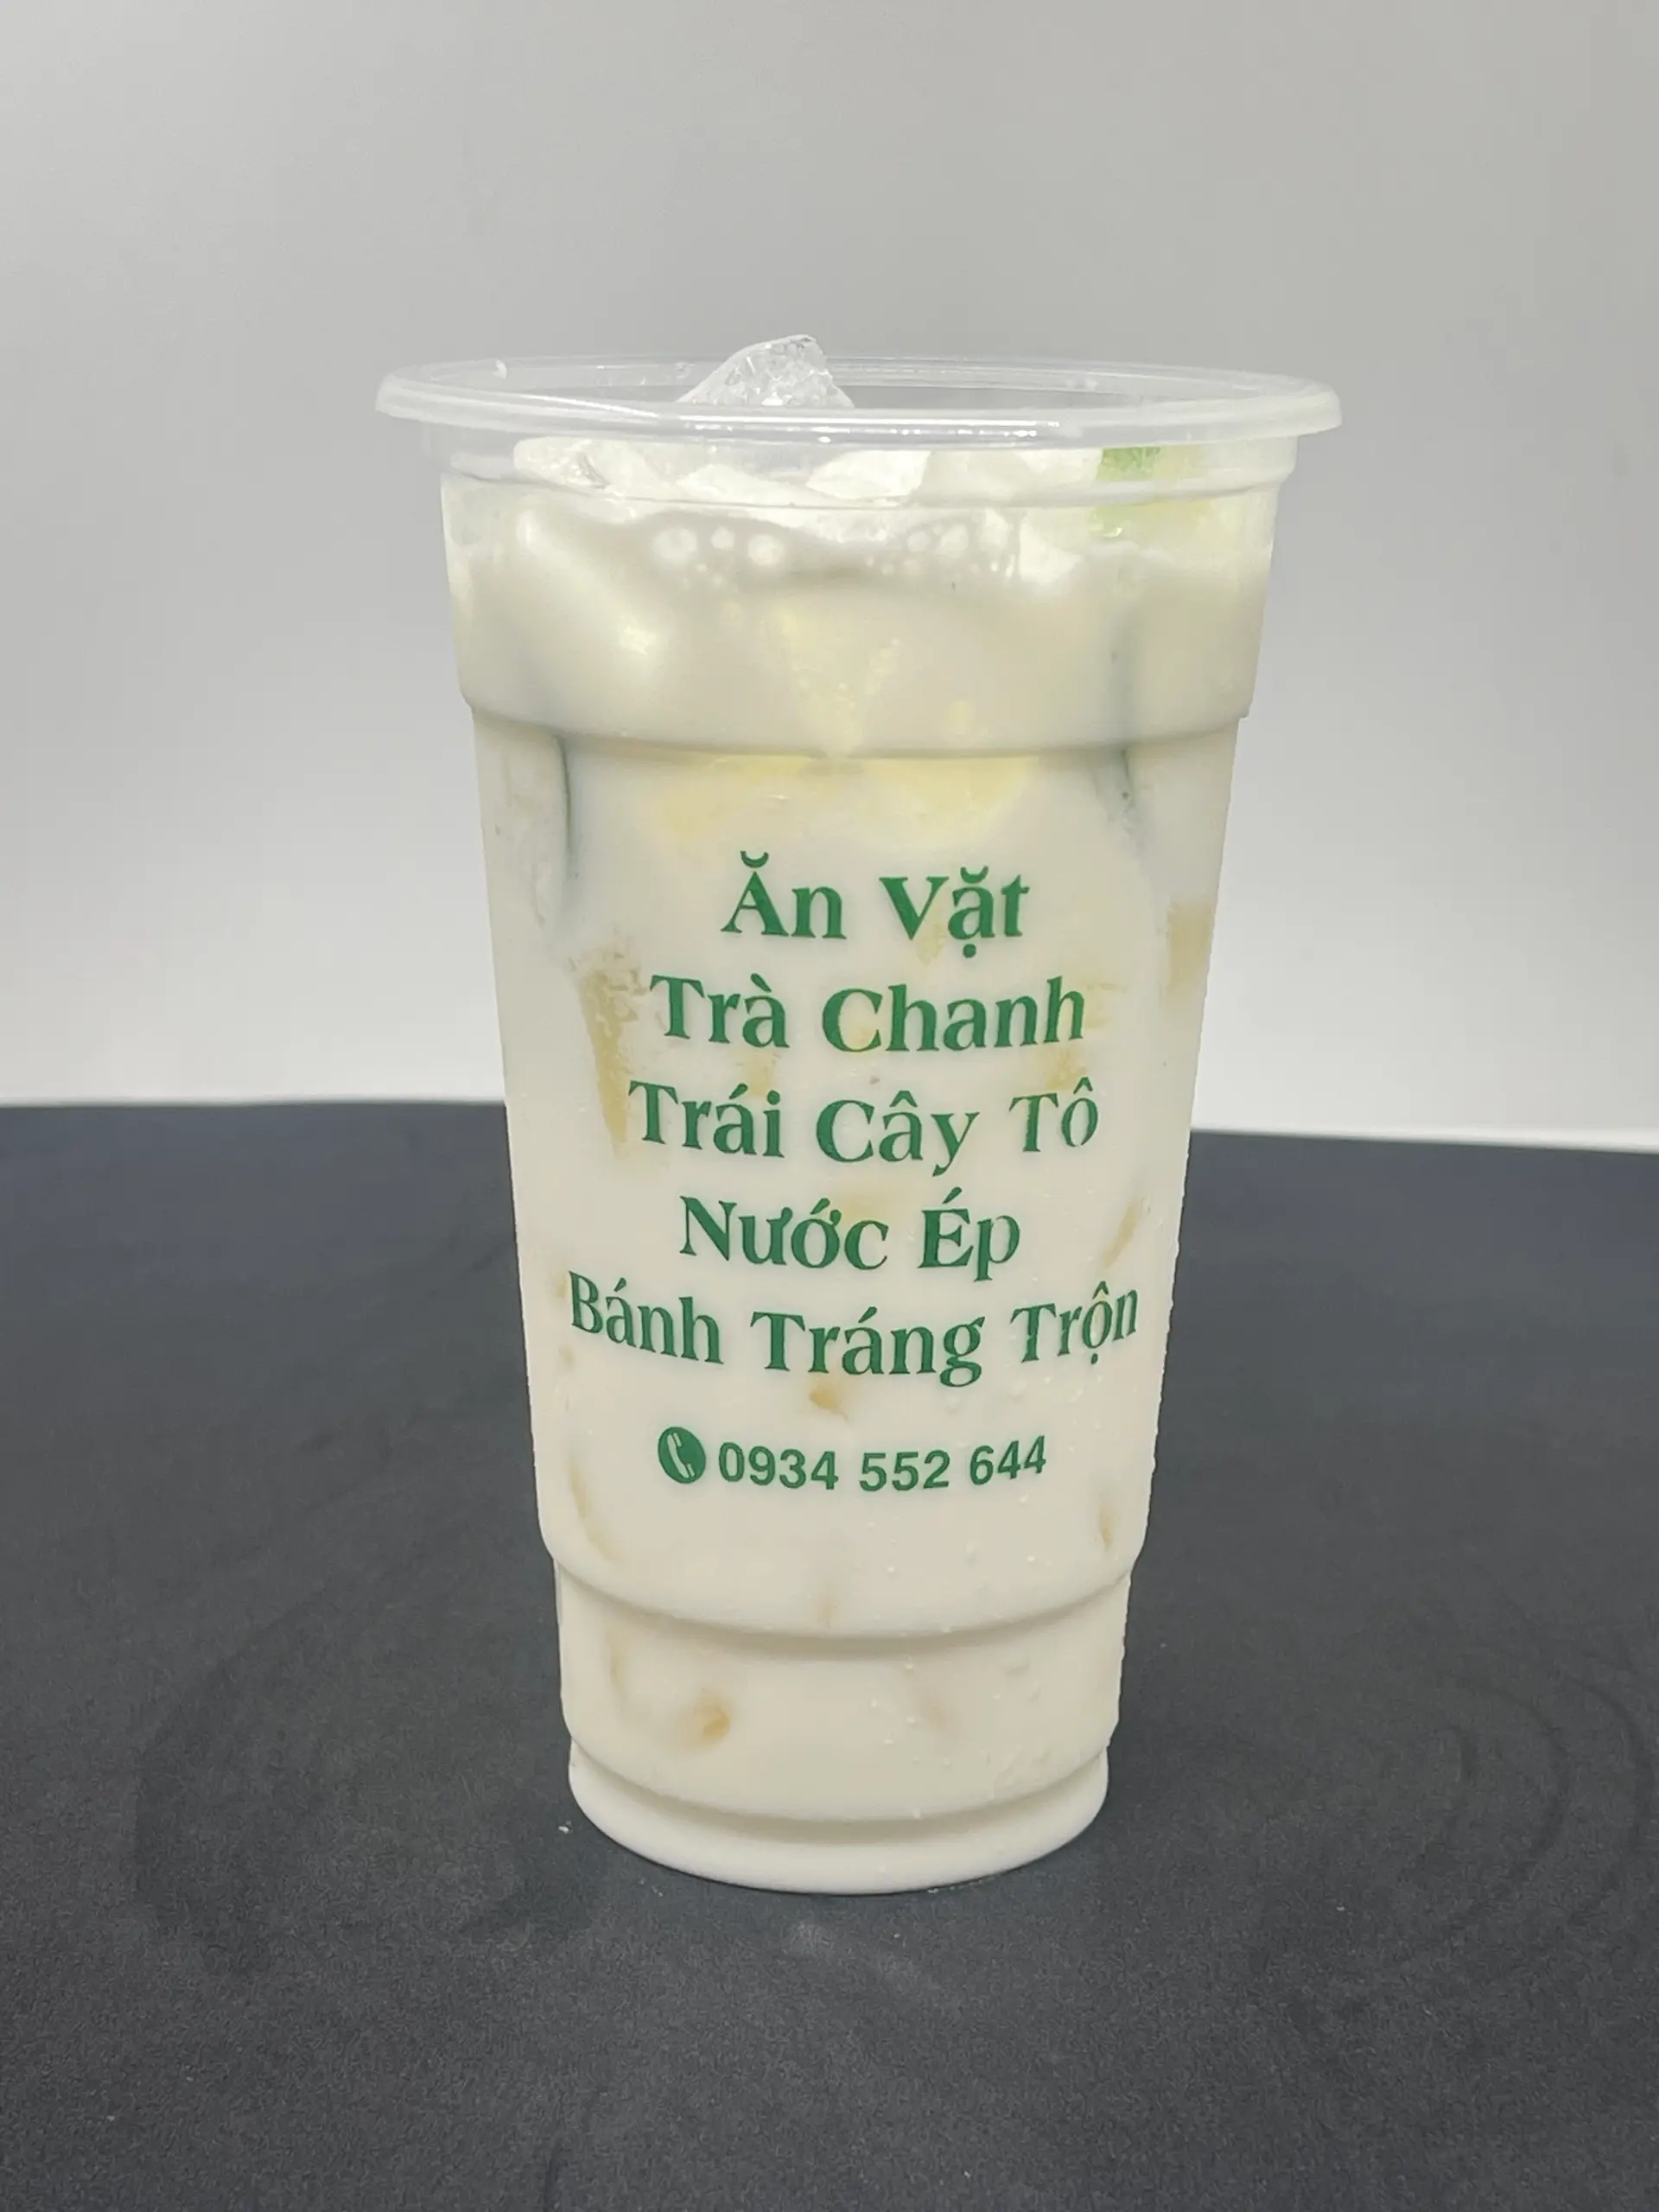 Ăn Vặt
Trà Chanh
Trái Cây Tô
Nước Ép
Bánh Tráng Trộn
0934 552 644